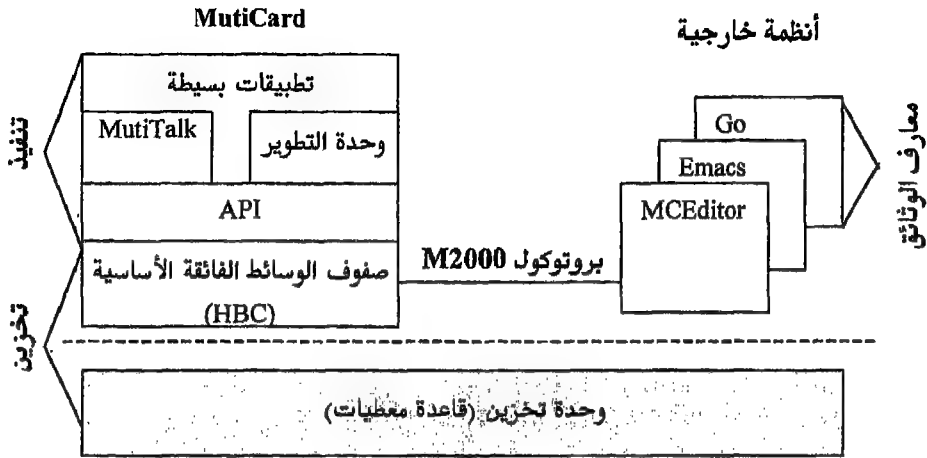 MutiCard
أنظمة خارجية
تطبيقات بسيطة
MutiTalk
وحدة التطوير
API
صفوف الوسائط الفائقة الأساسية
(HBC)
بروتوكول M2000
Go
Emacs
MCEditor
تنفيذ
تخزين
معارف الوثائق
وحدة تخزين (قاعدة معطيات)